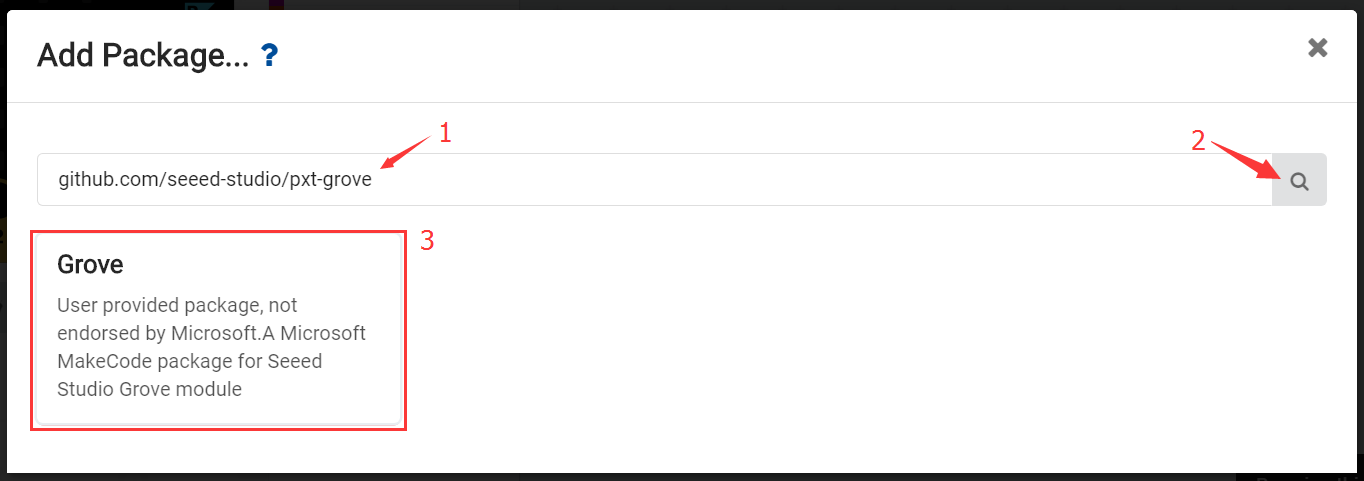 Add Package... ?
1
2
github.com/seeed-studio/pxt-grove
3
Grove
User provided package, not
endorsed by Microsoft.A Microsoft
MakeCode package for Seeed
Studio Grove module